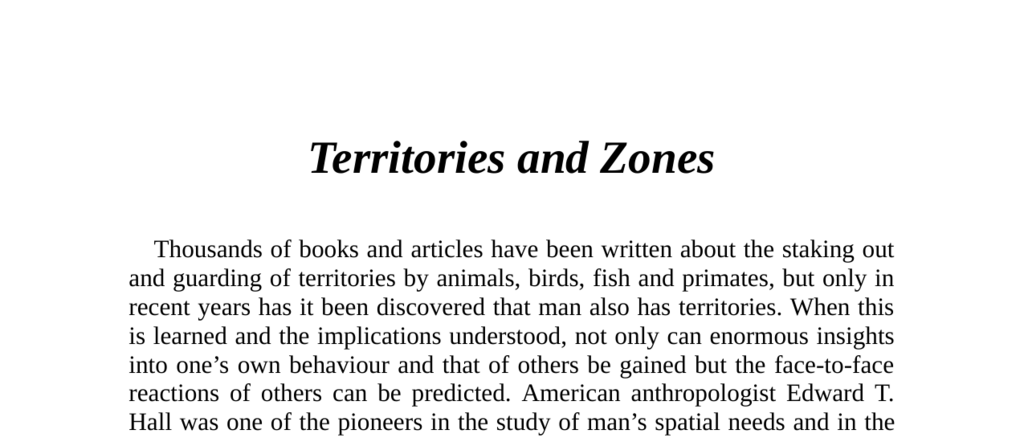 Territories and Zones
Thousands of books and articles have been written about the staking out
and guarding of territories by animals, birds, fish and primates, but only in
recent years has it been discovered that man also has territories. When this
is learned and the implications understood, not only can enormous insights
into one’s own behaviour and that of others be gained but the face-to-face
reactions of others can be predicted. American anthropologist Edward T.
Hall was one of the pioneers in the study of man’s spatial needs and in the